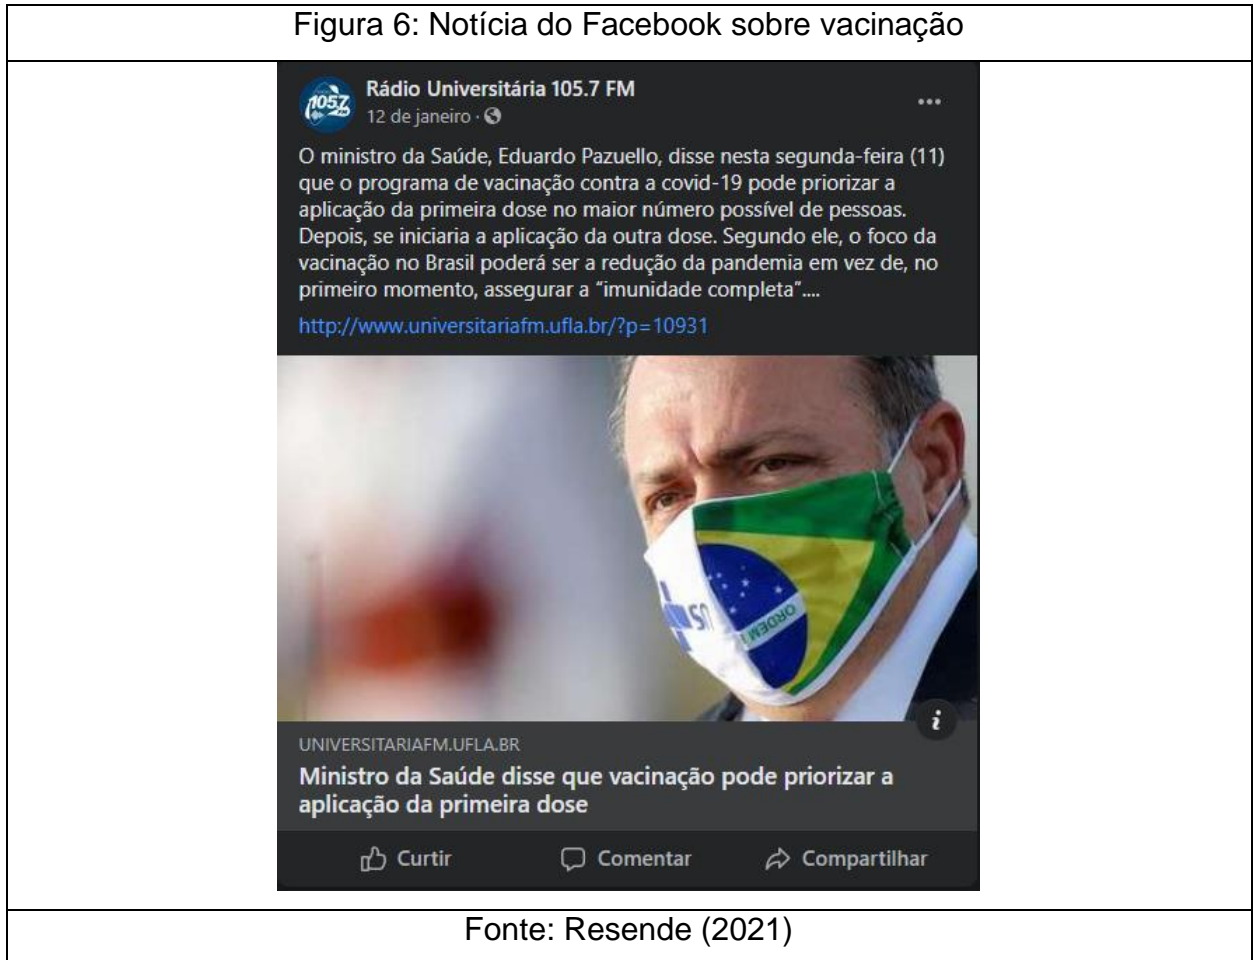 Figura 6: Notícia do Facebook sobre vacinação
105,7
Rádio Universitária 105.7 FM
12 de janeiro ·
O ministro da Saúde, Eduardo Pazuello, disse nesta segunda-feira (11)
que o programa de vacinação contra a covid-19 pode priorizar a
aplicação da primeira dose no maior número possível de pessoas.
Depois, se iniciaria a aplicação da outra dose. Segundo ele, o foco da
vacinação no Brasil poderá ser a redução da pandemia em vez de, no
primeiro momento, assegurar a “imunidade completa”....
http://www.universitariafm.ufla.br/?p=10931
ORDEM
UNIVERSITARIAFM.UFLA.BR
Ministro da Saúde disse que vacinação pode priorizar a
aplicação da primeira dose
Curtir Comentar Compartilhar
Fonte: Resende (2021)